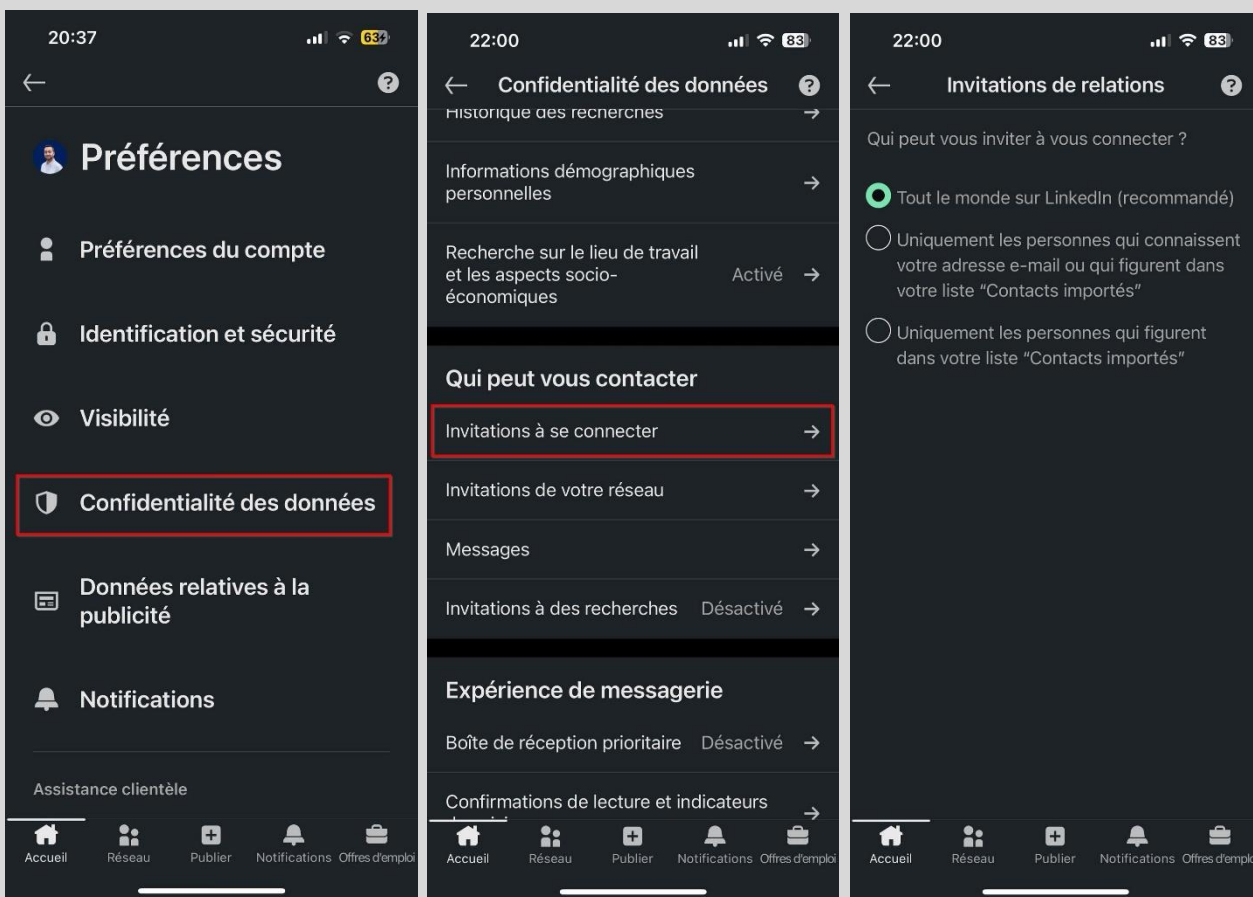 20:37
63
Préférences
Préférences du compte
Identification et sécurité
Visibilité
Confidentialité des données
Données relatives à la
publicité
Notifications
Assistance clientèle
Accueil
Réseau
Publier
Notifications
Offres d'emploi
22:00
83
Confidentialité des données
Historique des recherches
Informations démographiques
personnelles
Recherche sur le lieu de travail
et les aspects socio-
économiques
Activé
Qui peut vous contacter
Invitations à se connecter
Invitations de votre réseau
Messages
Invitations à des recherches
Désactivé
Expérience de messagerie
Boîte de réception prioritaire
Désactivé
Confirmations de lecture et indicateurs
Accueil
Réseau
Publier
Notifications
Offres d'emploi
22:00
83
Invitations de relations
Qui peut vous inviter à vous connecter ?
Tout le monde sur LinkedIn (recommandé)
Uniquement les personnes qui connaissent
votre adresse e-mail ou qui figurent dans
votre liste “Contacts importés”
Uniquement les personnes qui figurent
dans votre liste “Contacts importés”
Accueil
Réseau
Publier
Notifications
Offres d'emplo